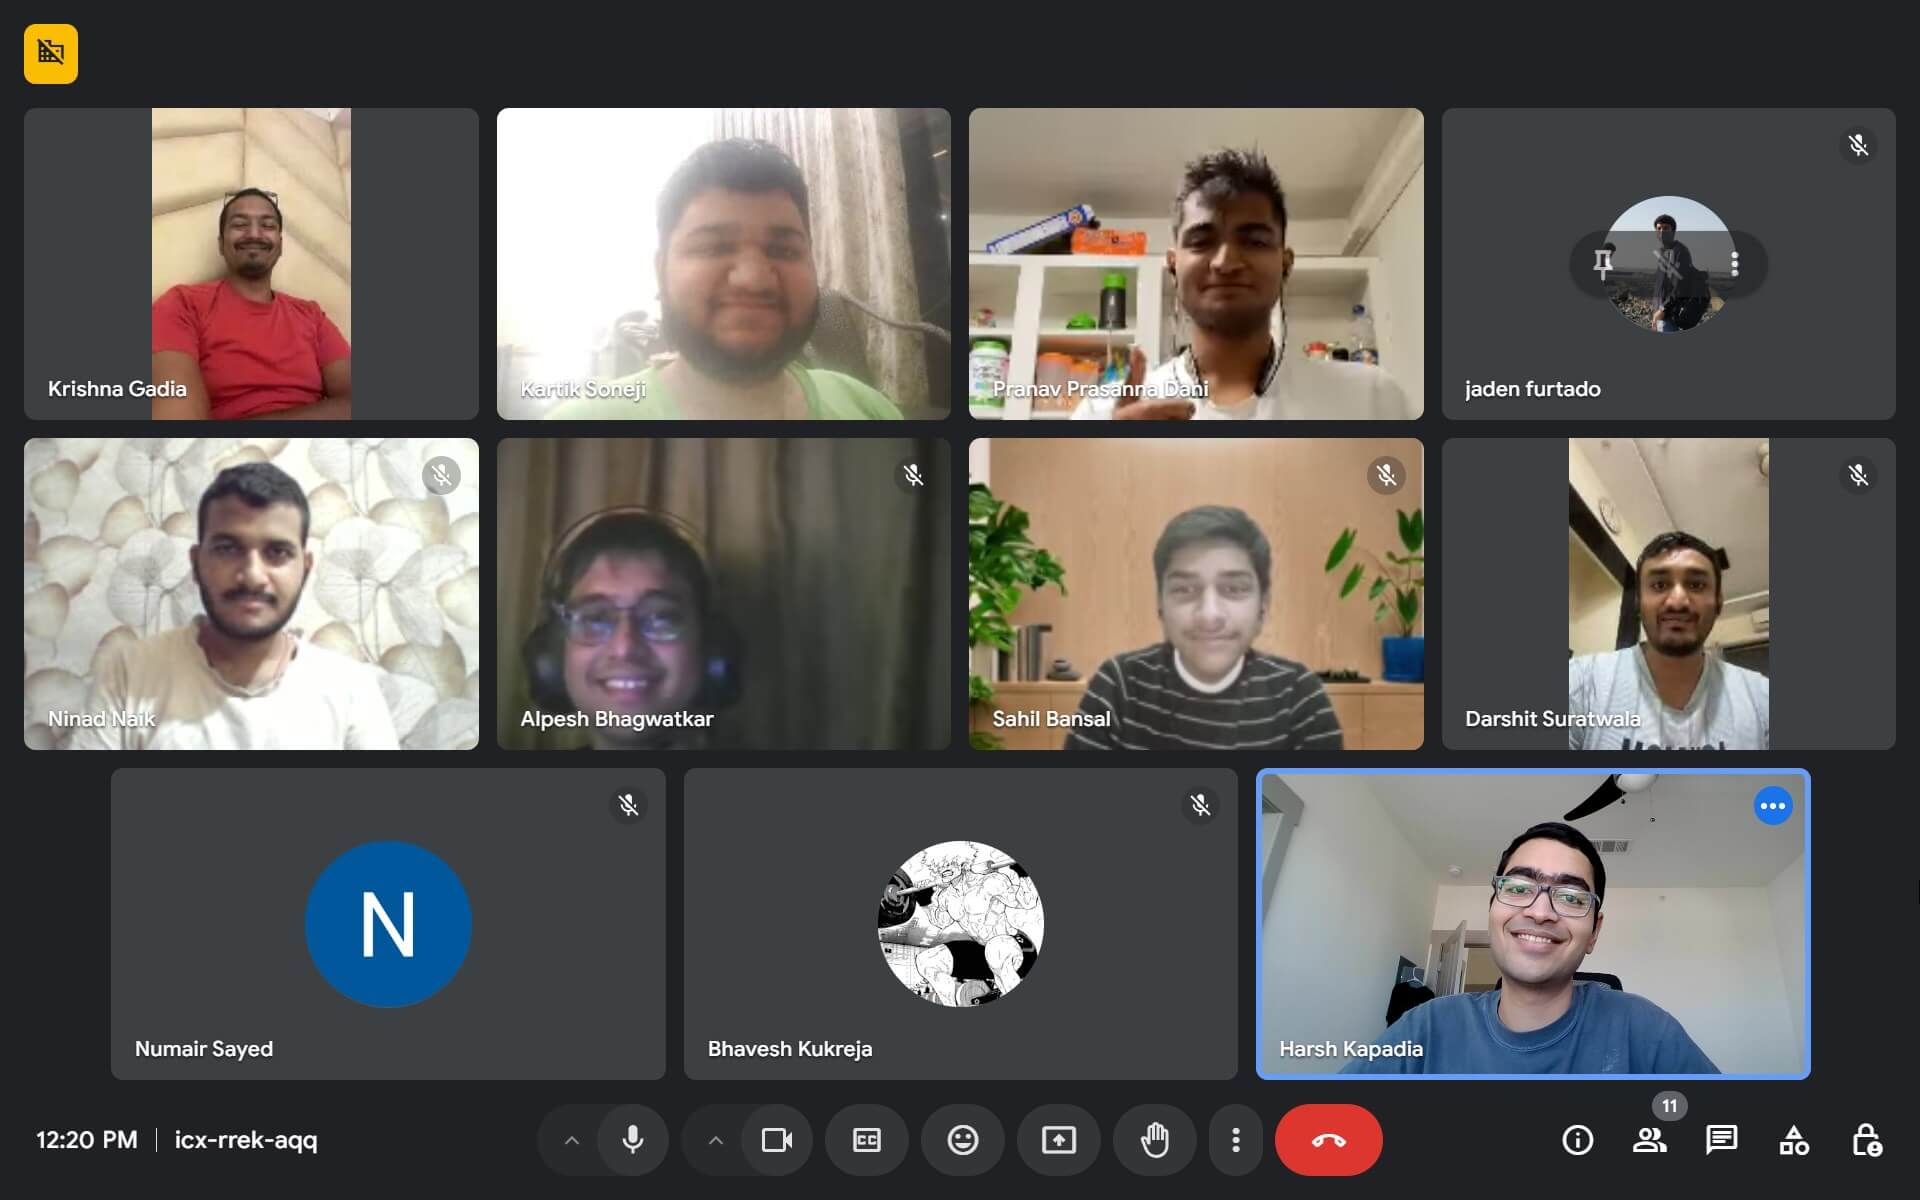 Krishna Gadia
Kartik Soneji
Pranav Prasanna Dani
jaden furtado
Ninad Naik
Alpesh Bhagwatkar
Sahil Bansal
Darshit Suratwala
N
Numair Sayed
Bhavesh Kukreja
Harsh Kapadia
12:20 PM | icx-rrek-aqq
CC
11